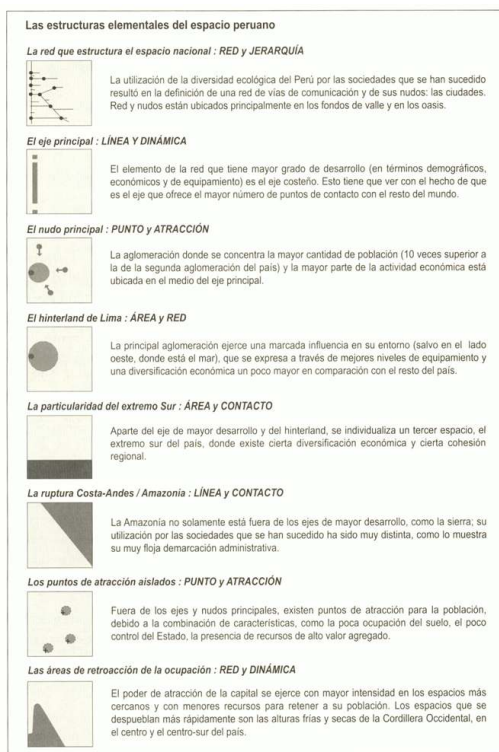 Las estructuras elementales del espacio peruano
La red que estructura el espacio nacional : RED y JERARQUÍA
La utilización de la diversidad ecológica del Perú por las sociedades que se han sucedido
resultó en la definición de una red de vías de comunicación y de sus nudos: las ciudades.
Red y nudos están ubicados principalmente en los fondos de valle y en los oasis.
El eje principal : LÍNEA Y DINÁMICA
El elemento de la red que tiene mayor grado de desarrollo (en términos demográficos,
económicos y de equipamiento) es el eje costeño. Esto tiene que ver con el hecho de que
es el eje que ofrece el mayor número de puntos de contacto con el resto del mundo.
El nudo principal : PUNTO y ATRACCIÓN
La aglomeración donde se concentra la mayor cantidad de población (10 veces superior a
la de la segunda aglomeración del país) y la mayor parte de la actividad económica está
ubicada en el medio del eje principal.
El hinterland de Lima : ÁREA y RED
La principal aglomeración ejerce una marcada influencia en su entorno (salvo en el lado
oeste, donde está el mar), que se expresa a través de mejores niveles de equipamiento y
una diversificación económica un poco mayor en comparación con el resto del país.
La particularidad del extremo Sur : ÁREA y CONTACTO
Aparte del eje de mayor desarrollo y del hinterland, se individualiza un tercer espacio, el
extremo sur del país, donde existe cierta diversificación económica y cierta cohesión
regional.
La ruptura Costa-Andes / Amazonía : LÍNEA y CONTACTO
La Amazonía no solamente está fuera de los ejes de mayor desarrollo, como la sierra; su
utilización por las sociedades que se han sucedido ha sido muy distinta, como lo muestra
su muy floja demarcación administrativa.
Los puntos de atracción aislados : PUNTO y ATRACCIÓN
Fuera de los ejes y nudos principales, existen puntos de atracción para la población,
debido a la combinación de características, como la poca ocupación del suelo, el poco
control del Estado, la presencia de recursos de alto valor agregado.
Las áreas de retroacción de la ocupación : RED y DINÁMICA
El poder de atracción de la capital se ejerce con mayor intensidad en los espacios más
cercanos y con menores recursos para retener a su población. Los espacios que se
despueblan más rápidamente son las alturas frías y secas de la Cordillera Occidental, en
el centro y el centro-sur del país.